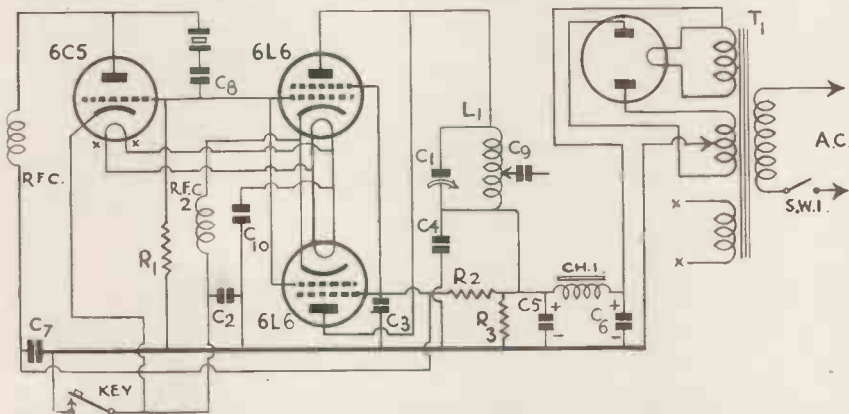 6C5
6L6
T1
C8
L1
R.F.C.
x
x
C1
C9
A.C.
R.F.C. 2
C10
C4
S.W.1.
R1
x
x
R2
CH.1.
C2
6L6
C3
R3
C5
+
-
+
C6
-
C7
KEY